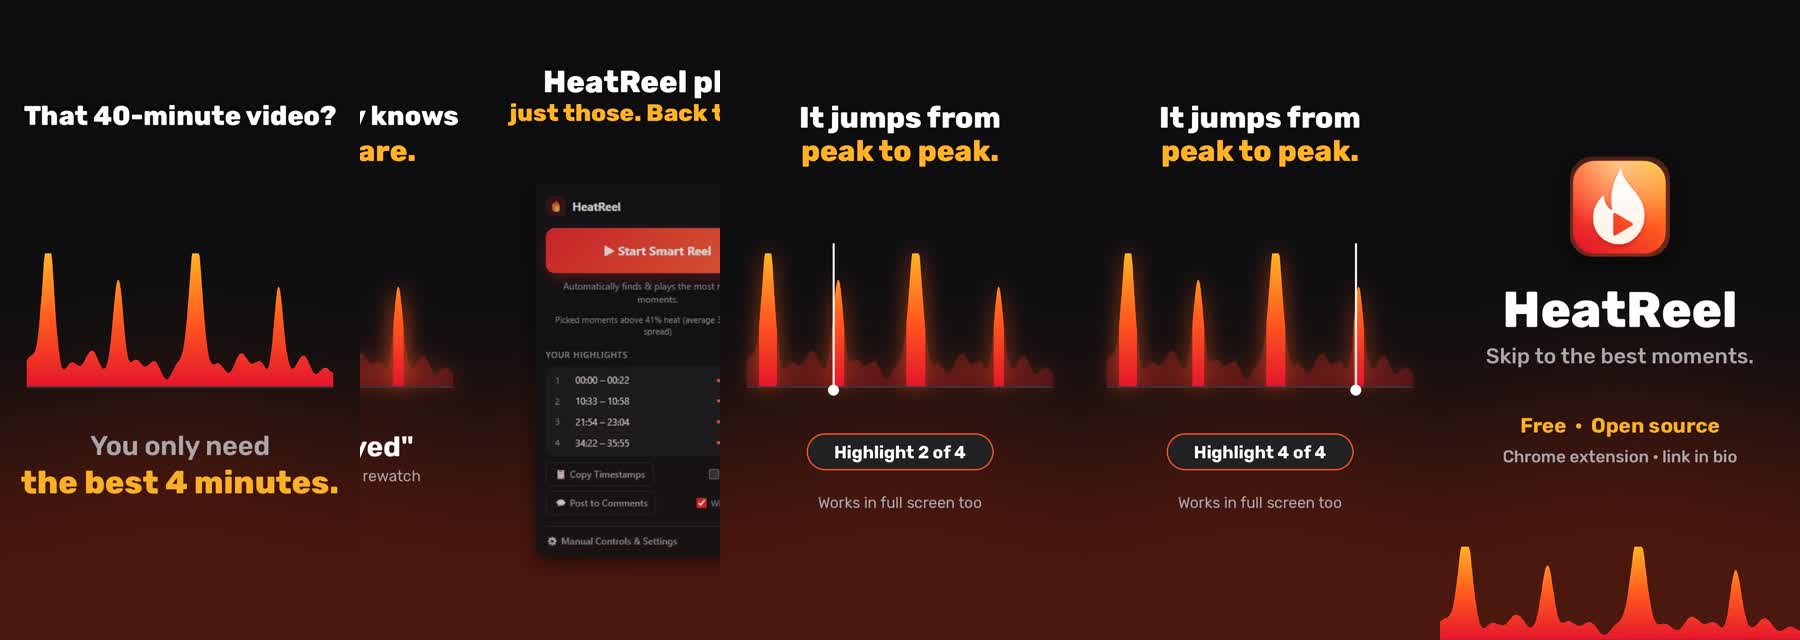 That 40-minute video?
You only need
the best 4 minutes.
y knows
are.
yed"
rewatch
HeatReel pl
just those. Back t
HeatReel
▶ Start Smart Reel
Automatically finds & plays the most r
moments.
Picked moments above 41% heat (average 3
spread)
YOUR HIGHLIGHTS
1 00:00 – 00:22
2 10:33 – 10:58
3 21:54 – 23:04
4 34:22 – 35:55
Copy Timestamps
Post to Comments
Wi
Manual Controls & Settings
It jumps from
peak to peak.
Highlight 2 of 4
Works in full screen too
It jumps from
peak to peak.
Highlight 4 of 4
Works in full screen too
HeatReel
Skip to the best moments.
Free • Open source
Chrome extension • link in bio